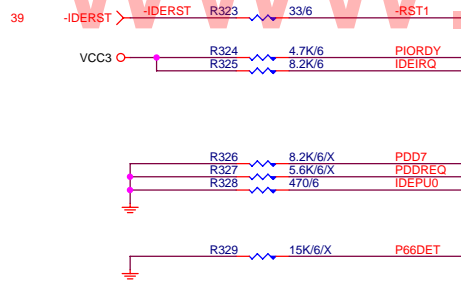 39 -IDERST -IDERST R323 33/6 -RST1
VCC3 R324 4.7K/6 PIORDY
R325 8.2K/6 IDEIRQ
R326 8.2K/6/X PDD7
R327 5.6K/6/X PDDREQ
R328 470/6 IDEPU0
R329 15K/6/X P66DET